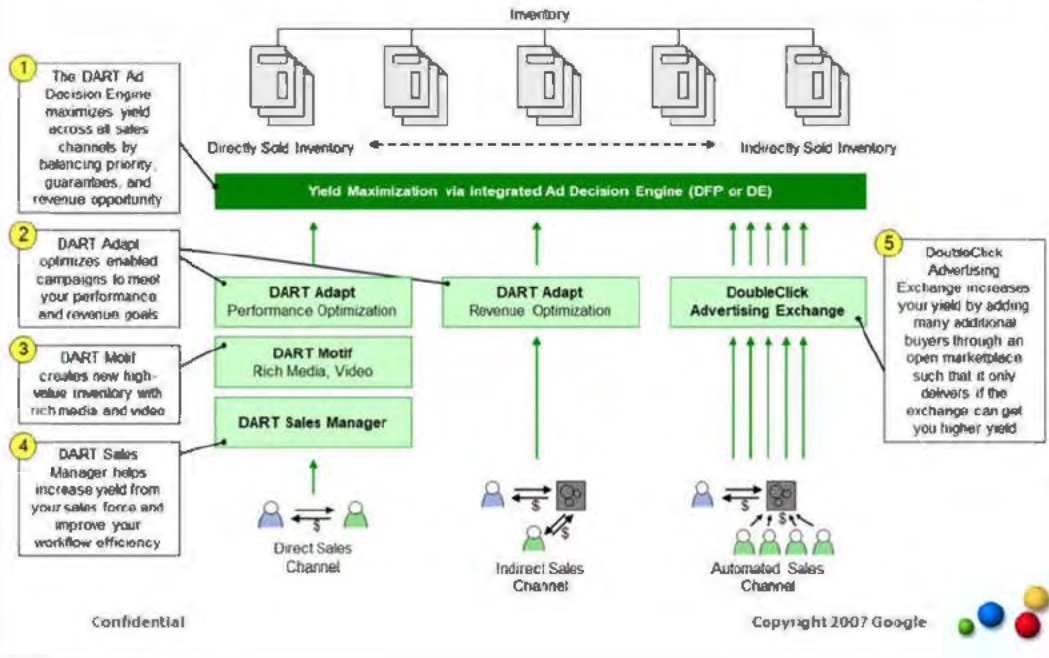 Inventory
1
The DART Ad
Decision Engine
maximizes yield
across all sales
channels by
balancing priority,
guarantees, and
revenue opportunity
Directly Sold Inventory
Indirectly Sold Inventory
Yield Maximization via Integrated Ad Decision Engine (DFP or DE)
2
DART Adapt
optimizes enabled
campaigns to meet
your performance
and revenue goals
DART Adapt
Performance Optimization
DART Adapt
Revenue Optimization
DoubleClick
Advertising Exchange
5
DoubleClick
Advertising
Exchange increases
your yield by adding
many additional
buyers through an
open marketplace
such that it only
delivers if the
exchange can get
you higher yield
3
DART Motif
creates new high-
value inventory with
rich media and video
DART Motif
Rich Media, Video
4
DART Sales
Manager helps
increase yield from
your sales force and
improve your
workflow efficiency
DART Sales Manager
$
$
$
$
$
Direct Sales
Channel
Indirect Sales
Channel
Automated Sales
Channel
Confidential
Copyright 2007 Google